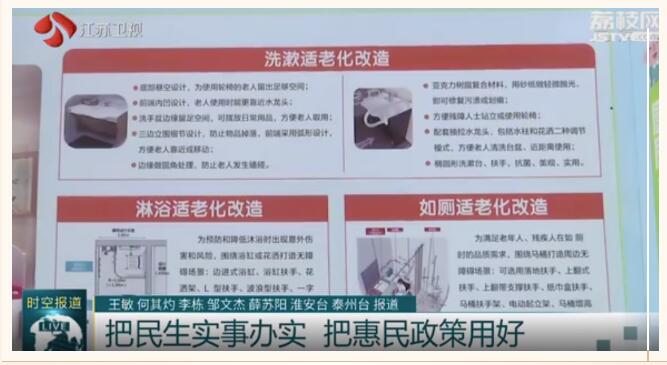 江苏卫视
荔枝网
JSTV.COM
洗漱适老化改造
底部悬空设计，为使用轮椅的老人留出足够空间；
前端内凹设计，老人使用时能更靠近水龙头；
洗手盆边缘留足空间，可摆放日常用品，方便老人取用；
三边立围细节设计，防止物品掉落，前端采用弧形设计，
方便老人靠近或移动；
边缘做圆角处理，防止老人发生磕碰。
亚克力树脂复合材料，用砂纸做轻微抛光，
即可修复污渍或划痕；
方便残障人士站立或使用轮椅；
配套抽拉水龙头，包括水柱和花洒二种调节
模式，方便老人清洗台盆、近距离使用；
椭圆形洗漱台、扶手，抗菌、美观、实用。
淋浴适老化改造
为预防和降低沐浴时出现意外伤
害和风险，围绕浴缸或花洒打造无
障碍场景：边进式浴缸、浴缸扶手、花
洒架、L型扶手、波浪型扶手、一字
如厕适老化改造
为满足老年人、残疾人在如厕
时的品质需求，围绕马桶打造周边无
障碍场景：可选用落地扶手、上翻式
扶手、上翻带支撑扶手、纸巾盒扶手、
马桶扶手架、电动起立架、马桶增高
时空报道
LIVE
王敏 何其灼 李栋 邹文杰 薛苏阳 淮安台 泰州台 报道
把民生实事办实 把惠民政策用好